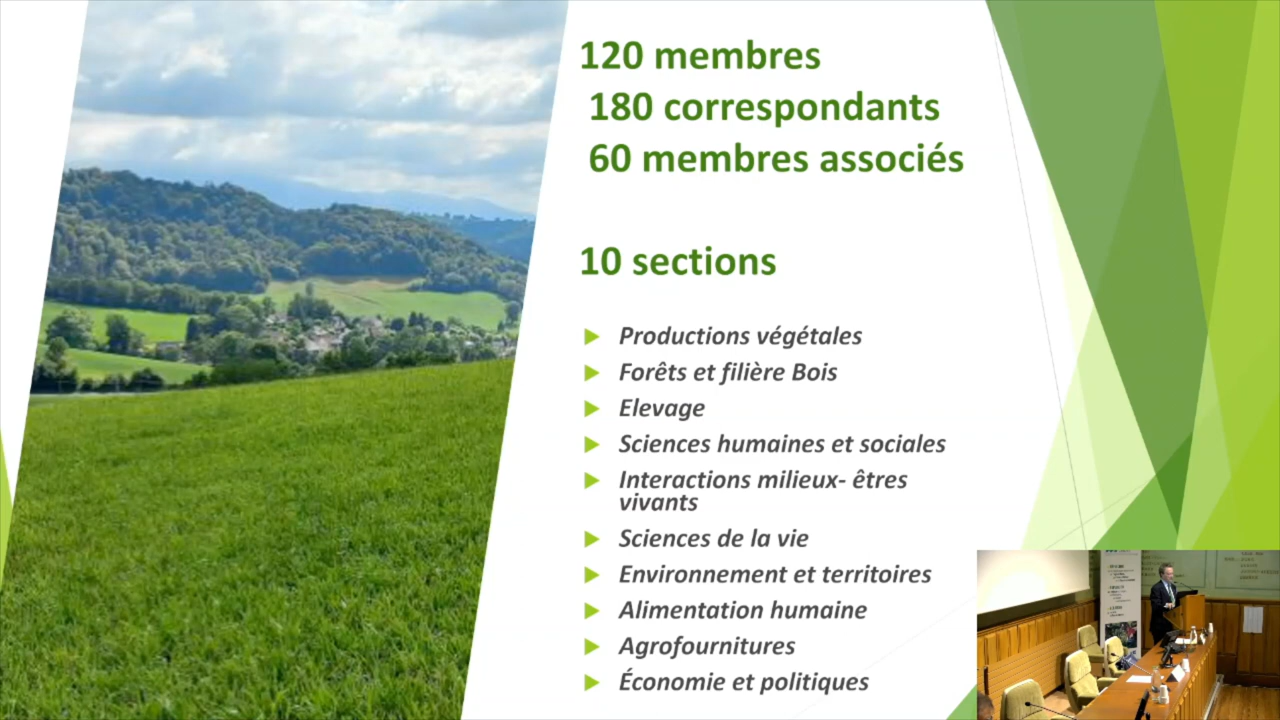 120 membres
180 correspondants
60 membres associés
10 sections
Productions végétales
Forêts et filière Bois
Elevage
Sciences humaines et sociales
Interactions milieux- êtres
vivants
Sciences de la vie
Environnement et territoires
Alimentation humaine
Agrofournitures
Économie et politiques